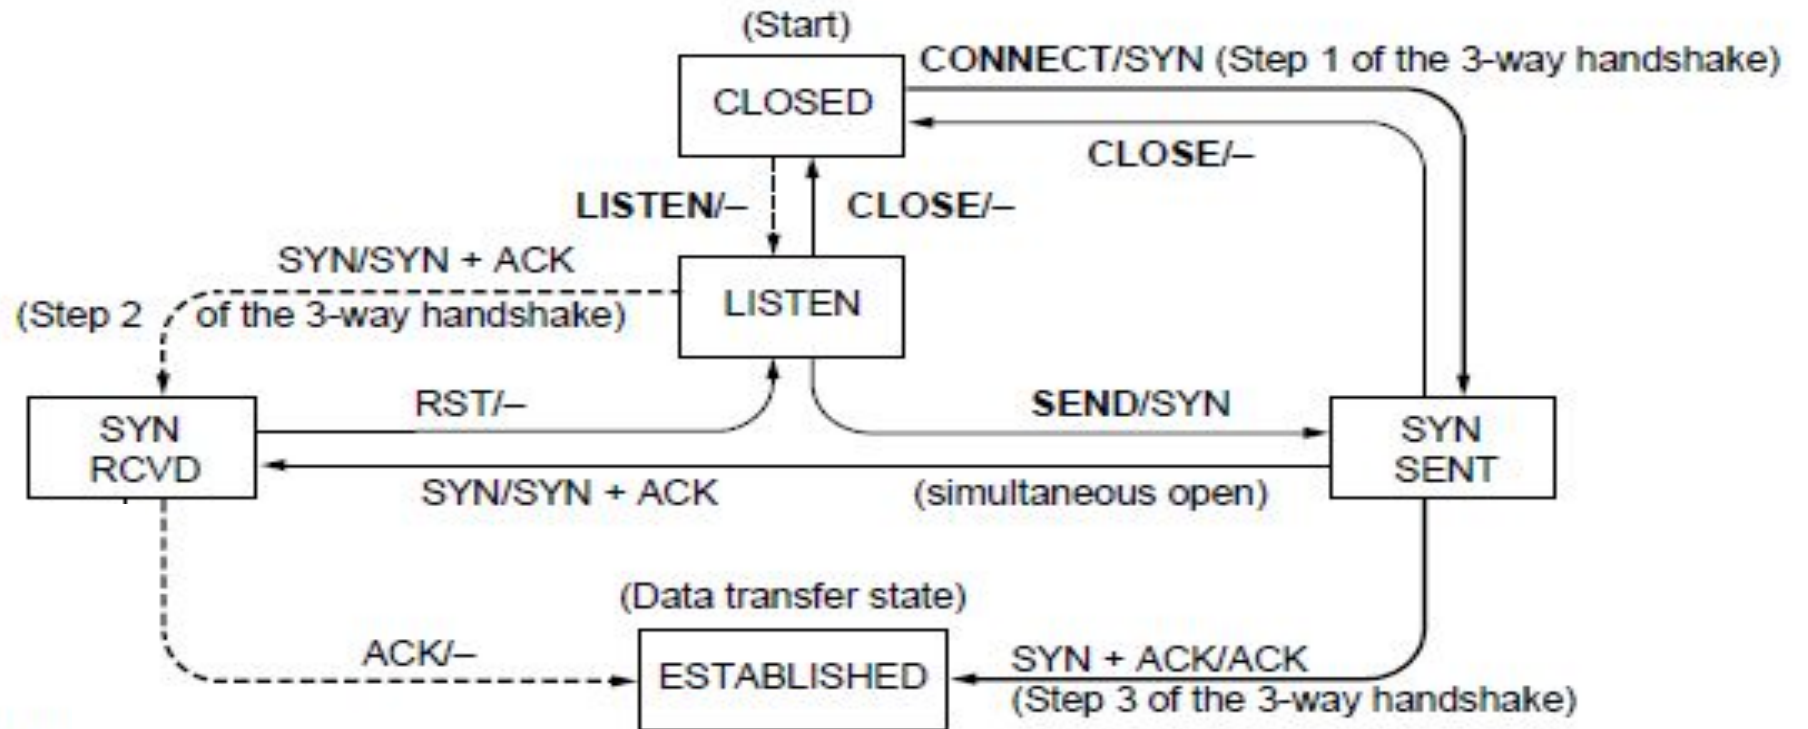 (Start)
CONNECT/SYN (Step 1 of the 3-way handshake)
CLOSED
CLOSE/–
LISTEN/–
CLOSE/–
SYN/SYN + ACK
(Step 2 of the 3-way handshake)
LISTEN
RST/–
SEND/SYN
SYN
RCVD
SYN
SENT
SYN/SYN + ACK
(simultaneous open)
(Data transfer state)
ACK/–
ESTABLISHED
SYN + ACK/ACK
(Step 3 of the 3-way handshake)